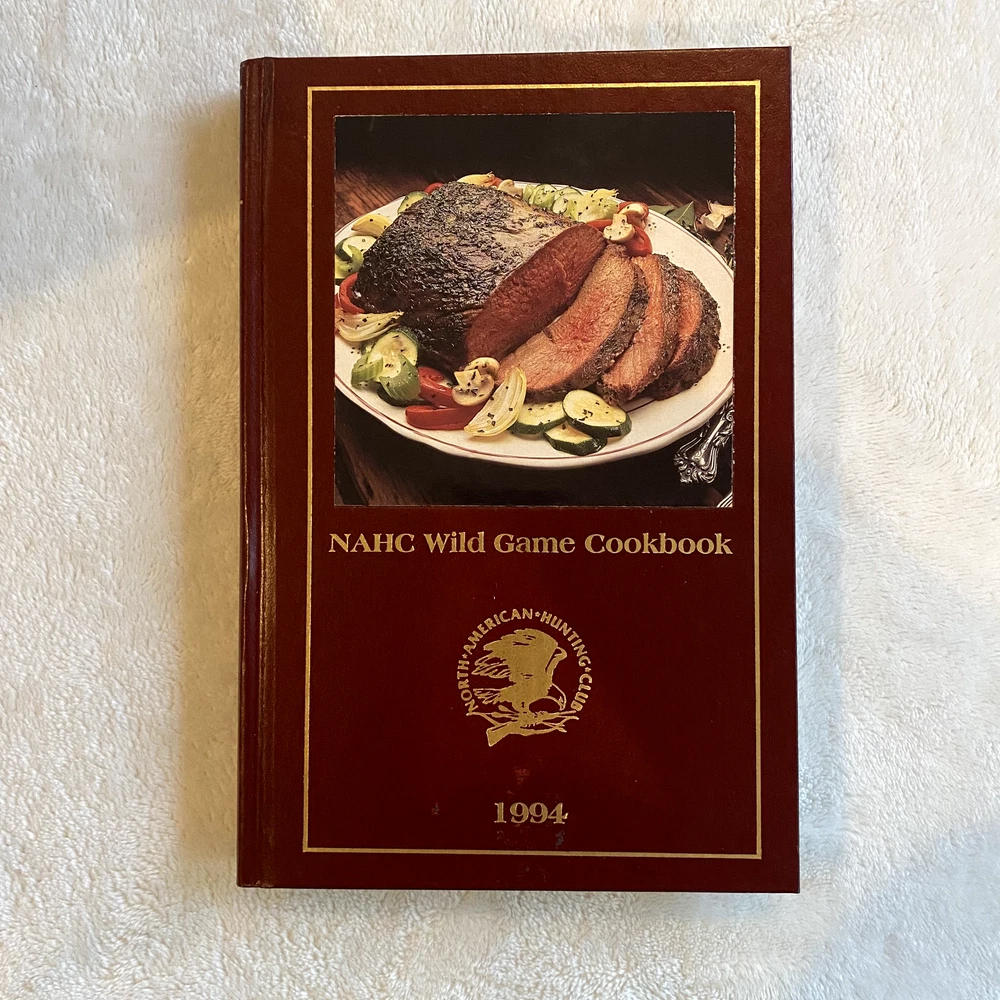 NAHC Wild Game Cookbook
NORTH•AMERICAN•HUNTING•CLUB
1994